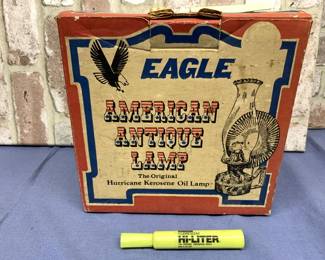 EAGLE
AMERICAN
ANTIQUE
LAMP
The Original
Hurricane Kerosene Oil Lamp
HI-LITER